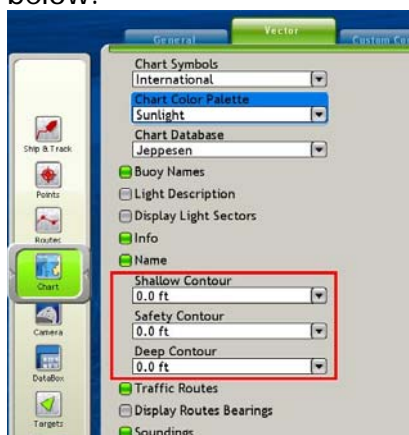 below:
General
Vector
Custom Co
Chart Symbols
International
Chart Color Palette
Sunlight
Chart Database
Jeppesen
Buoy Names
Light Description
Display Light Sectors
Info
Name
Shallow Contour
0.0 ft
Safety Contour
0.0 ft
Deep Contour
0.0 ft
Traffic Routes
Display Routes Bearings
Soundings
Ship & Track
Points
Routes
Chart
Camera
DataBox
Targets